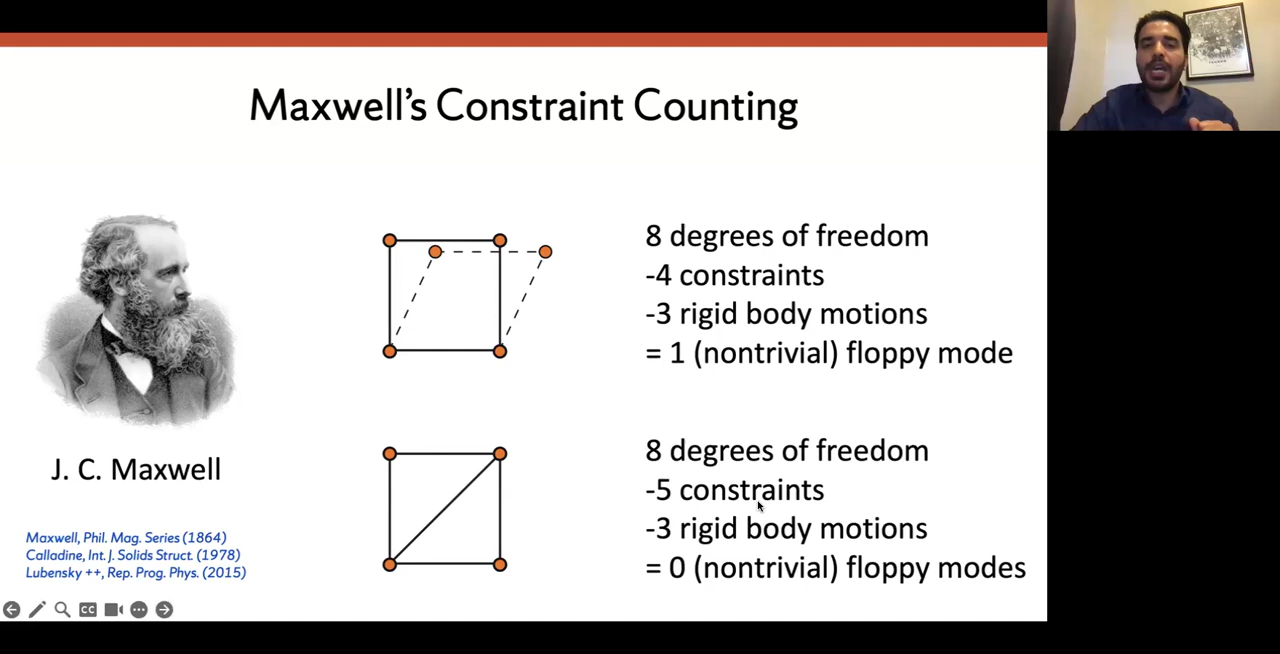 Maxwell's Constraint Counting
8 degrees of freedom
-4 constraints
-3 rigid body motions
= 1 (nontrivial) floppy mode
8 degrees of freedom
-5 constraints
-3 rigid body motions
= 0 (nontrivial) floppy modes
J. C. Maxwell
Maxwell, Phil. Mag. Series (1864)
Calladine, Int. J. Solids Struct. (1978)
Lubensky ++, Rep. Prog. Phys. (2015)
CC